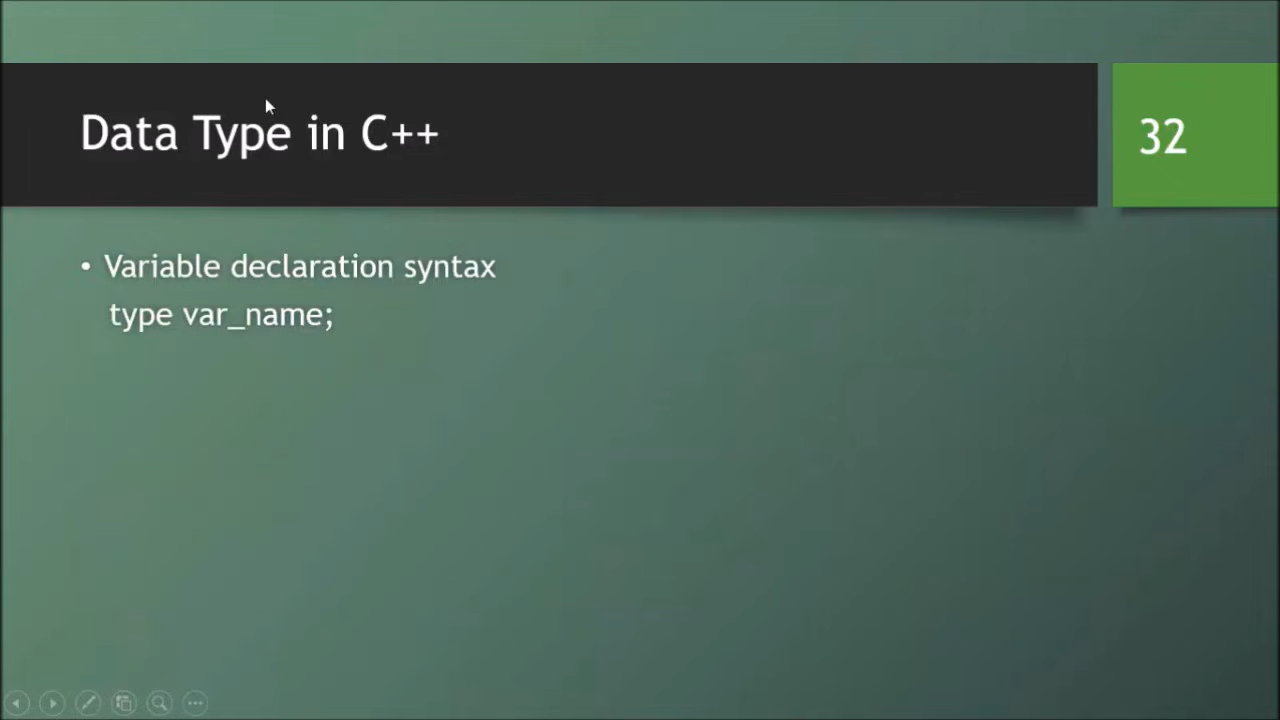 Data Type in C++
32
• Variable declaration syntax
type var_name;